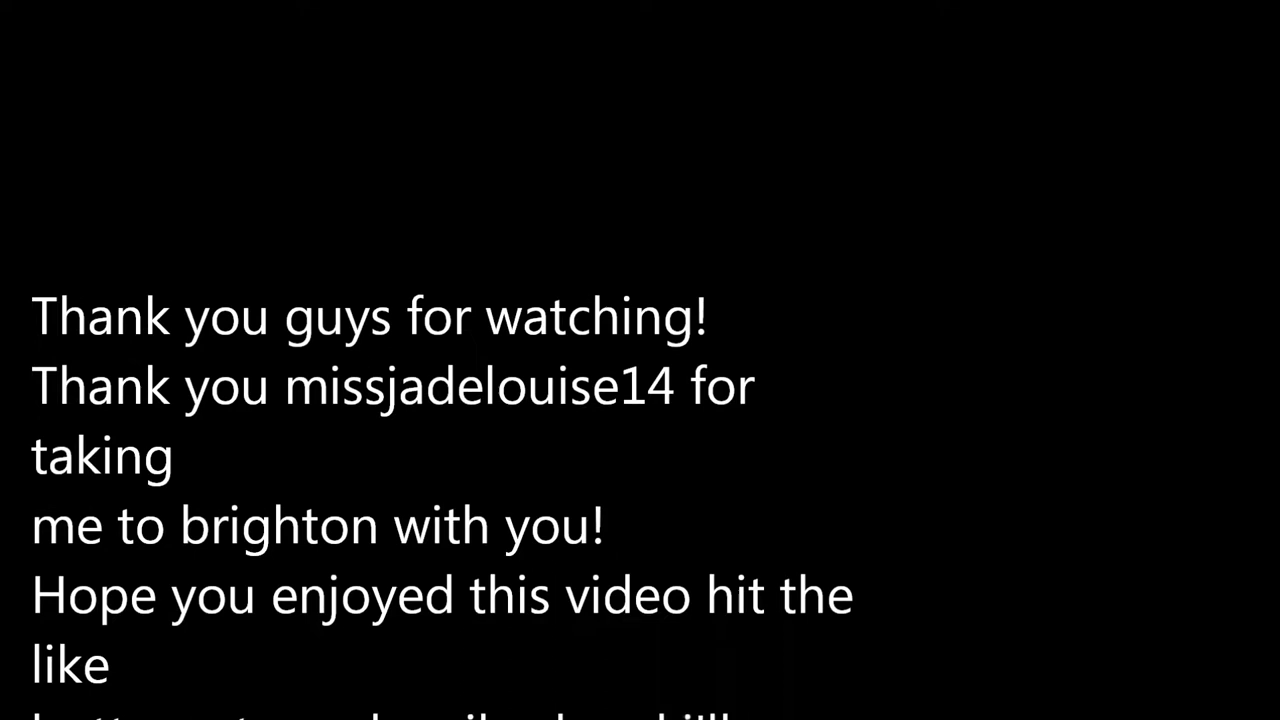 Thank you guys for watching!
Thank you missjadelouise14 for
taking
me to brighton with you!
Hope you enjoyed this video hit the
like